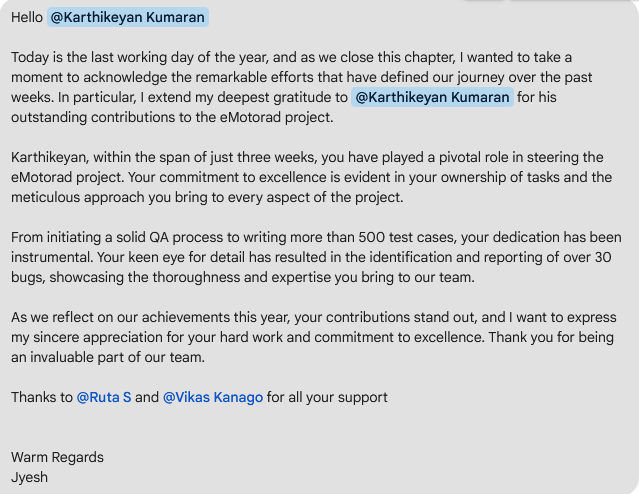 Hello @Karthikeyan Kumaran
Today is the last working day of the year, and as we close this chapter, I wanted to take a
moment to acknowledge the remarkable efforts that have defined our journey over the past
weeks. In particular, I extend my deepest gratitude to @Karthikeyan Kumaran for his
outstanding contributions to the eMotorad project.
Karthikeyan, within the span of just three weeks, you have played a pivotal role in steering the
eMotorad project. Your commitment to excellence is evident in your ownership of tasks and the
meticulous approach you bring to every aspect of the project.
From initiating a solid QA process to writing more than 500 test cases, your dedication has been
instrumental. Your keen eye for detail has resulted in the identification and reporting of over 30
bugs, showcasing the thoroughness and expertise you bring to our team.
As we reflect on our achievements this year, your contributions stand out, and I want to express
my sincere appreciation for your hard work and commitment to excellence. Thank you for being
an invaluable part of our team.
Thanks to @Ruta S and @Vikas Kanago for all your support
Warm Regards
Jyesh